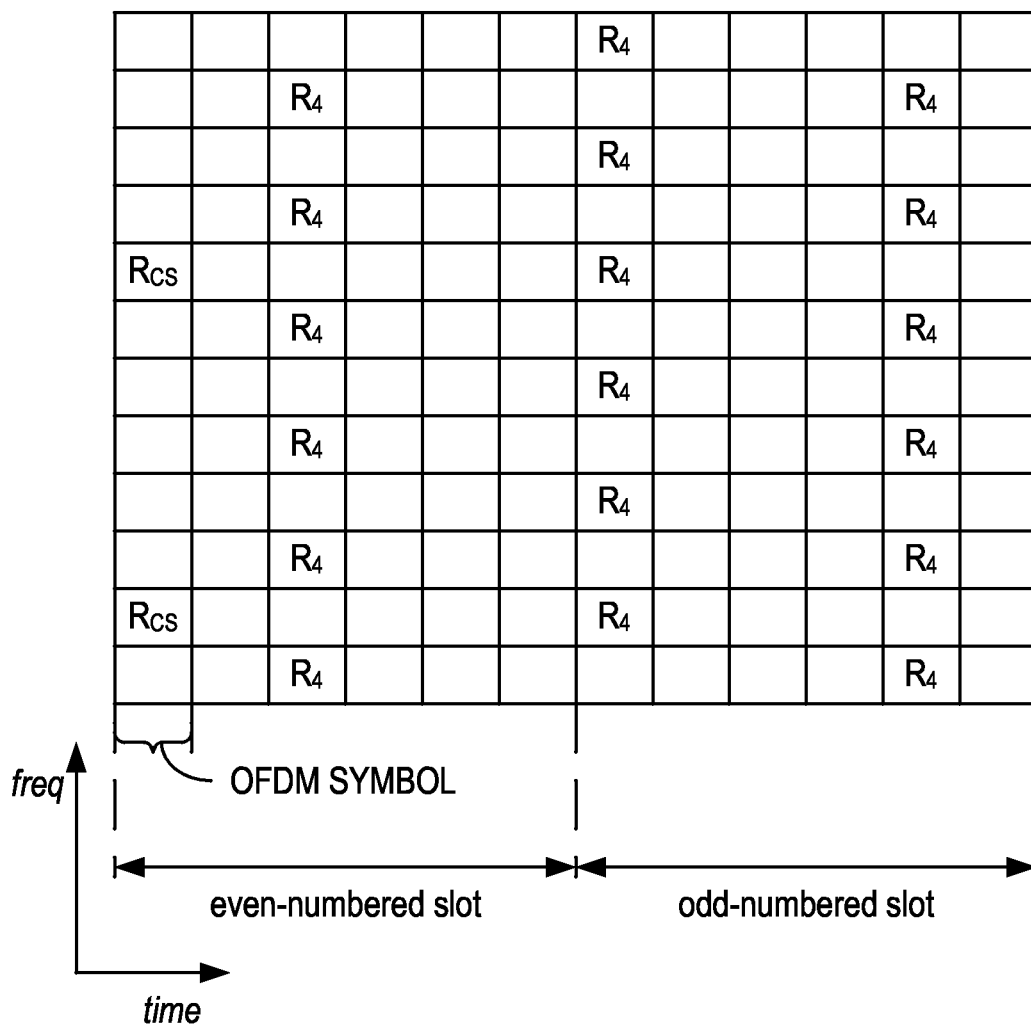 R4
R4 R4
R4
R4 R4
RCS R4
R4 R4
R4
R4 R4
R4
R4 R4
RCS R4
R4 R4
OFDM SYMBOL
freq
even-numbered slot odd-numbered slot
time